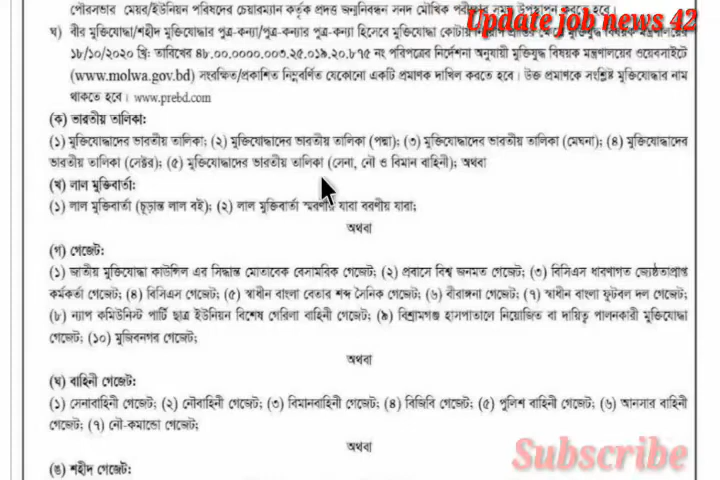 পৌরসভার মেয়র/ইউনিয়ন পরিষদের চেয়ারম্যান কর্তৃক প্রদত্ত জন্মনিবন্ধন সনদ মৌখিক পরীক্ষার সময় উপস্থাপন করতে হবে।
Update job news 42
ঘ) বীর মুক্তিযোদ্ধা/শহীদ মুক্তিযোদ্ধার পুত্র-কন্যা/পুত্র-কন্যার পুত্র-কন্যা হিসেবে মুক্তিযোদ্ধা কোটায়
১৮/১০/২০২০ খ্রি: তারিখের ৪৮.০০.০০০০.০০৩.২৫.০১৯.২০.৮৭৫ নং পরিপত্রের নির্দেশনা অনুযায়ী মুক্তিযুদ্ধ বিষয়ক মন্ত্রণালয়ের ওয়েবসাইটে
(www.molwa.gov.bd) সংরক্ষিত/প্রকাশিত নিম্নবর্ণিত যেকোনো একটি প্রমাণক দাখিল করতে হবে। উক্ত প্রমাণকে সংশ্লিষ্ট মুক্তিযোদ্ধার নাম
থাকতে হবে। www.prebd.com
(ক) ভারতীয় তালিকা:
(১) মুক্তিযোদ্ধাদের ভারতীয় তালিকা; (২) মুক্তিযোদ্ধাদের ভারতীয় তালিকা (পদ্মা); (৩) মুক্তিযোদ্ধাদের ভারতীয় তালিকা (মেঘনা); (৪) মুক্তিযোদ্ধাদের
ভারতীয় তালিকা (সেক্টর); (৫) মুক্তিযোদ্ধাদের ভারতীয় তালিকা (সেনা, নৌ ও বিমান বাহিনী); অথবা
(খ) লাল মুক্তিবার্তা:
(১) লাল মুক্তিবার্তা (চূড়ান্ত লাল বই); (২) লাল মুক্তিবার্তা স্মরণীয় যারা বরণীয় যারা;
অথবা
(গ) গেজেট:
(১) জাতীয় মুক্তিযোদ্ধা কাউন্সিল এর সিদ্ধান্ত মোতাবেক বেসামরিক গেজেট; (২) প্রবাসে বিশ্ব জনমত গেজেট; (৩) বিসিএস ধারণাগত জ্যেষ্ঠতাপ্রাপ্ত
কর্মকর্তা গেজেট; (৪) বিসিএস গেজেট; (৫) স্বাধীন বাংলা বেতার শব্দ সৈনিক গেজেট; (৬) বীরাঙ্গনা গেজেট; (৭) স্বাধীন বাংলা ফুটবল দল গেজেট;
(৮) ন্যাপ কমিউনিস্ট পার্টি ছাত্র ইউনিয়ন বিশেষ গেরিলা বাহিনী গেজেট; (৯) বিশ্রামগঞ্জ হাসপাতালে নিয়োজিত বা দায়িত্ব পালনকারী মুক্তিযোদ্ধা
গেজেট; (১০) মুজিবনগর গেজেট;
অথবা
(ঘ) বাহিনী গেজেট:
(১) সেনাবাহিনী গেজেট; (২) নৌবাহিনী গেজেট; (৩) বিমানবাহিনী গেজেট; (৪) বিজিবি গেজেট; (৫) পুলিশ বাহিনী গেজেট; (৬) আনসার বাহিনী
গেজেট; (৭) নৌ-কমান্ডো গেজেট;
অথবা
Subscribe
(ঙ) শহীদ গেজেট: